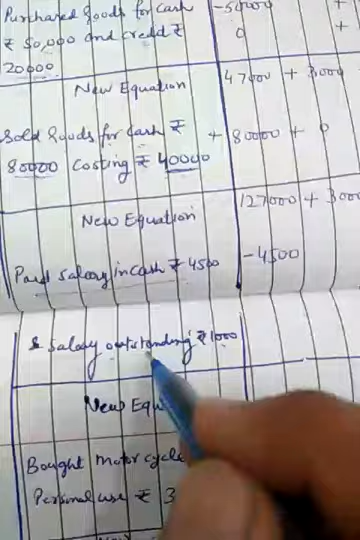 Purchased Goods for cash -50000 +
₹ 50,000 and credit ₹ 0 +
20000
New Equation 47000 + 3000
Sold Goods for Cash ₹ + 80000 + 0
80000 costing ₹ 40000
New Equation 127000 + 3000
Paid Salary in cash ₹ 4500 -4500
& Salary outstanding ₹ 1000
New Equ
Bought Motor cycle
Personal use ₹ 3